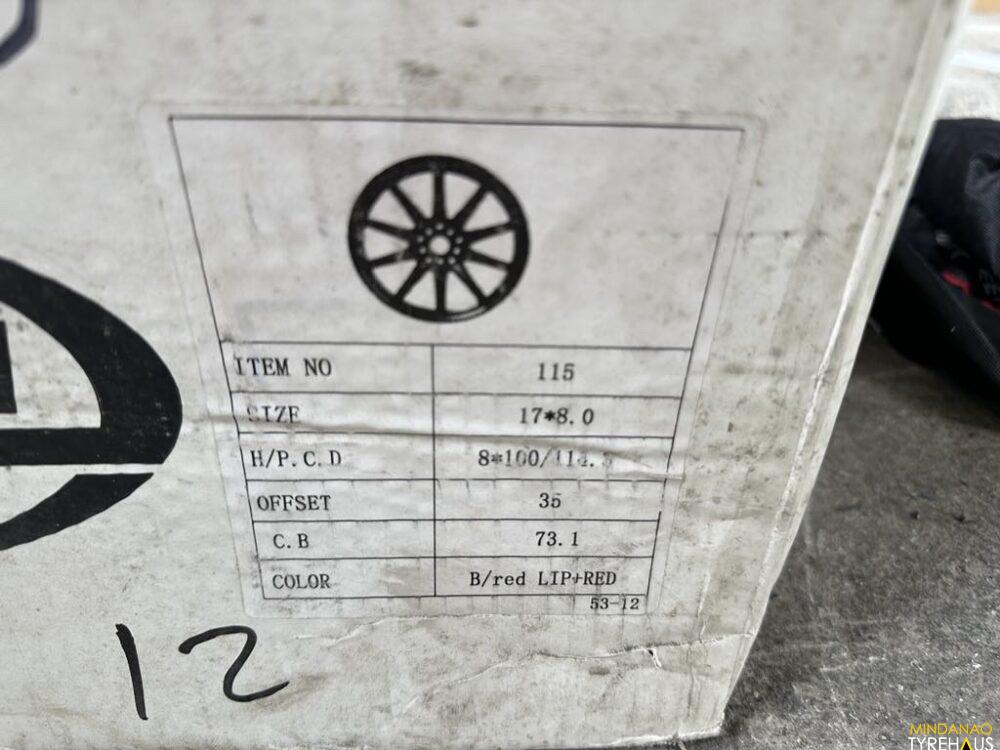 ITEM NO 115
SIZE 17*8.0
H/P.C.D 8*100/114.3
OFFSET 35
C.B 73.1
COLOR B/red LIP+RED
53-12
12
MINDANAO
TYREHAUS